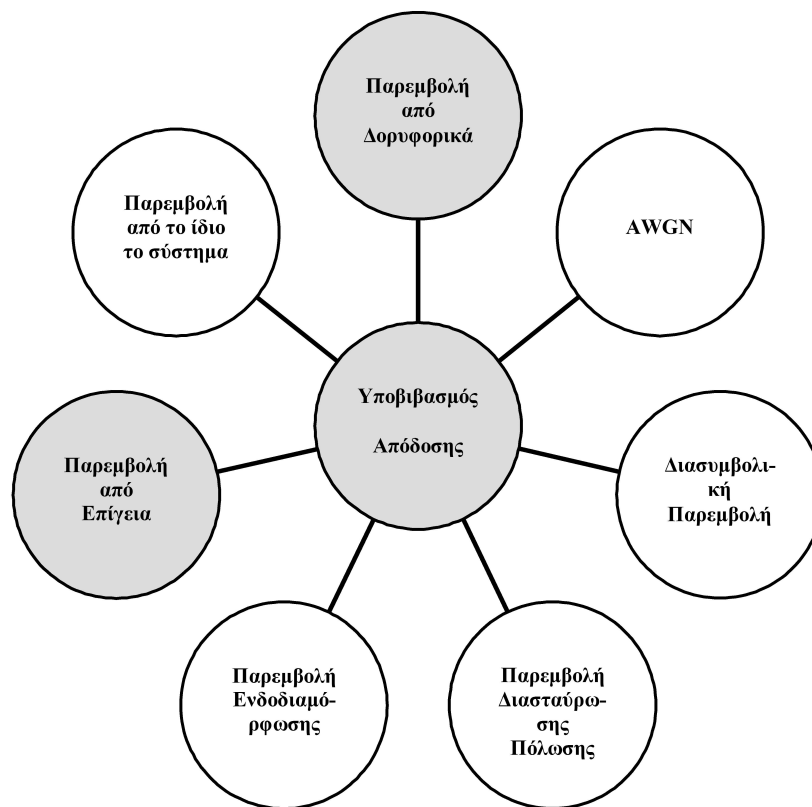 Παρεμβολή
από
Δορυφορικά
Παρεμβολή
από το ίδιο
το σύστημα
AWGN
Υποβιβασμός
Απόδοσης
Παρεμβολή
από
Επίγεια
Διασυμβολι-
κή
Παρεμβολή
Παρεμβολή
Ενδοδιαμό-
ρφωσης
Παρεμβολή
Διασταύρω-
σης
Πόλωσης